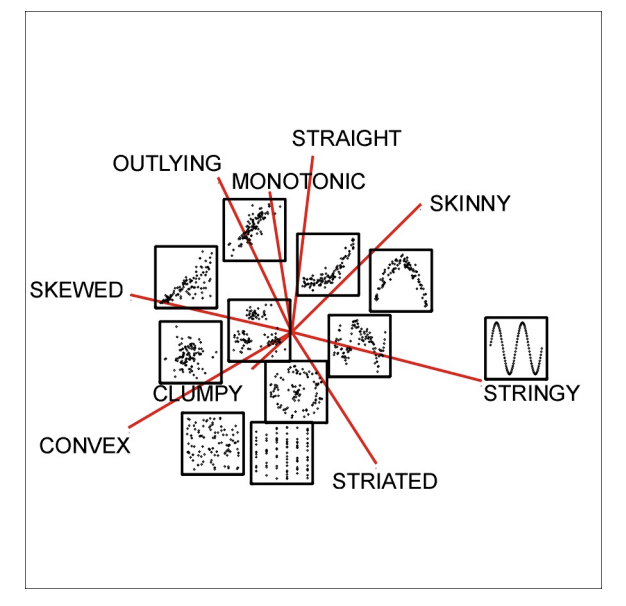 STRAIGHT
OUTLYING
MONOTONIC
SKINNY
SKEWED
CLUMPY
STRINGY
CONVEX
STRIATED